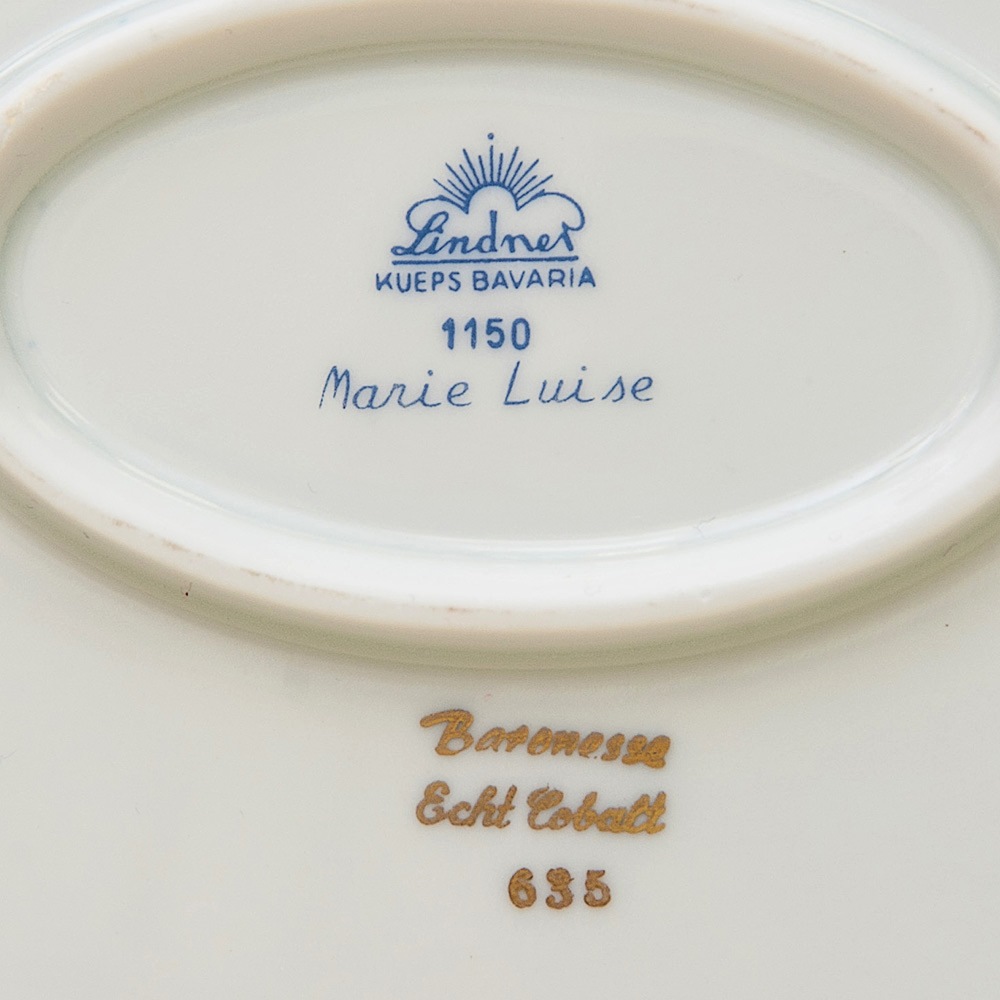 Lindner
KUEPS BAVARIA
1150
Marie Luise
Baronesse
Echt Cobalt
635